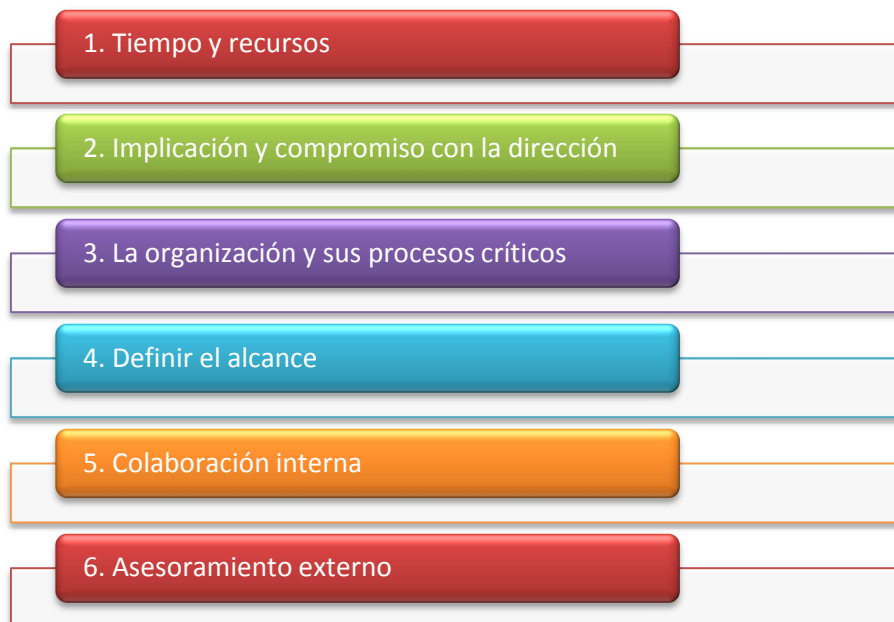 1. Tiempo y recursos
2. Implicación y compromiso con la dirección
3. La organización y sus procesos críticos
4. Definir el alcance
5. Colaboración interna
6. Asesoramiento externo